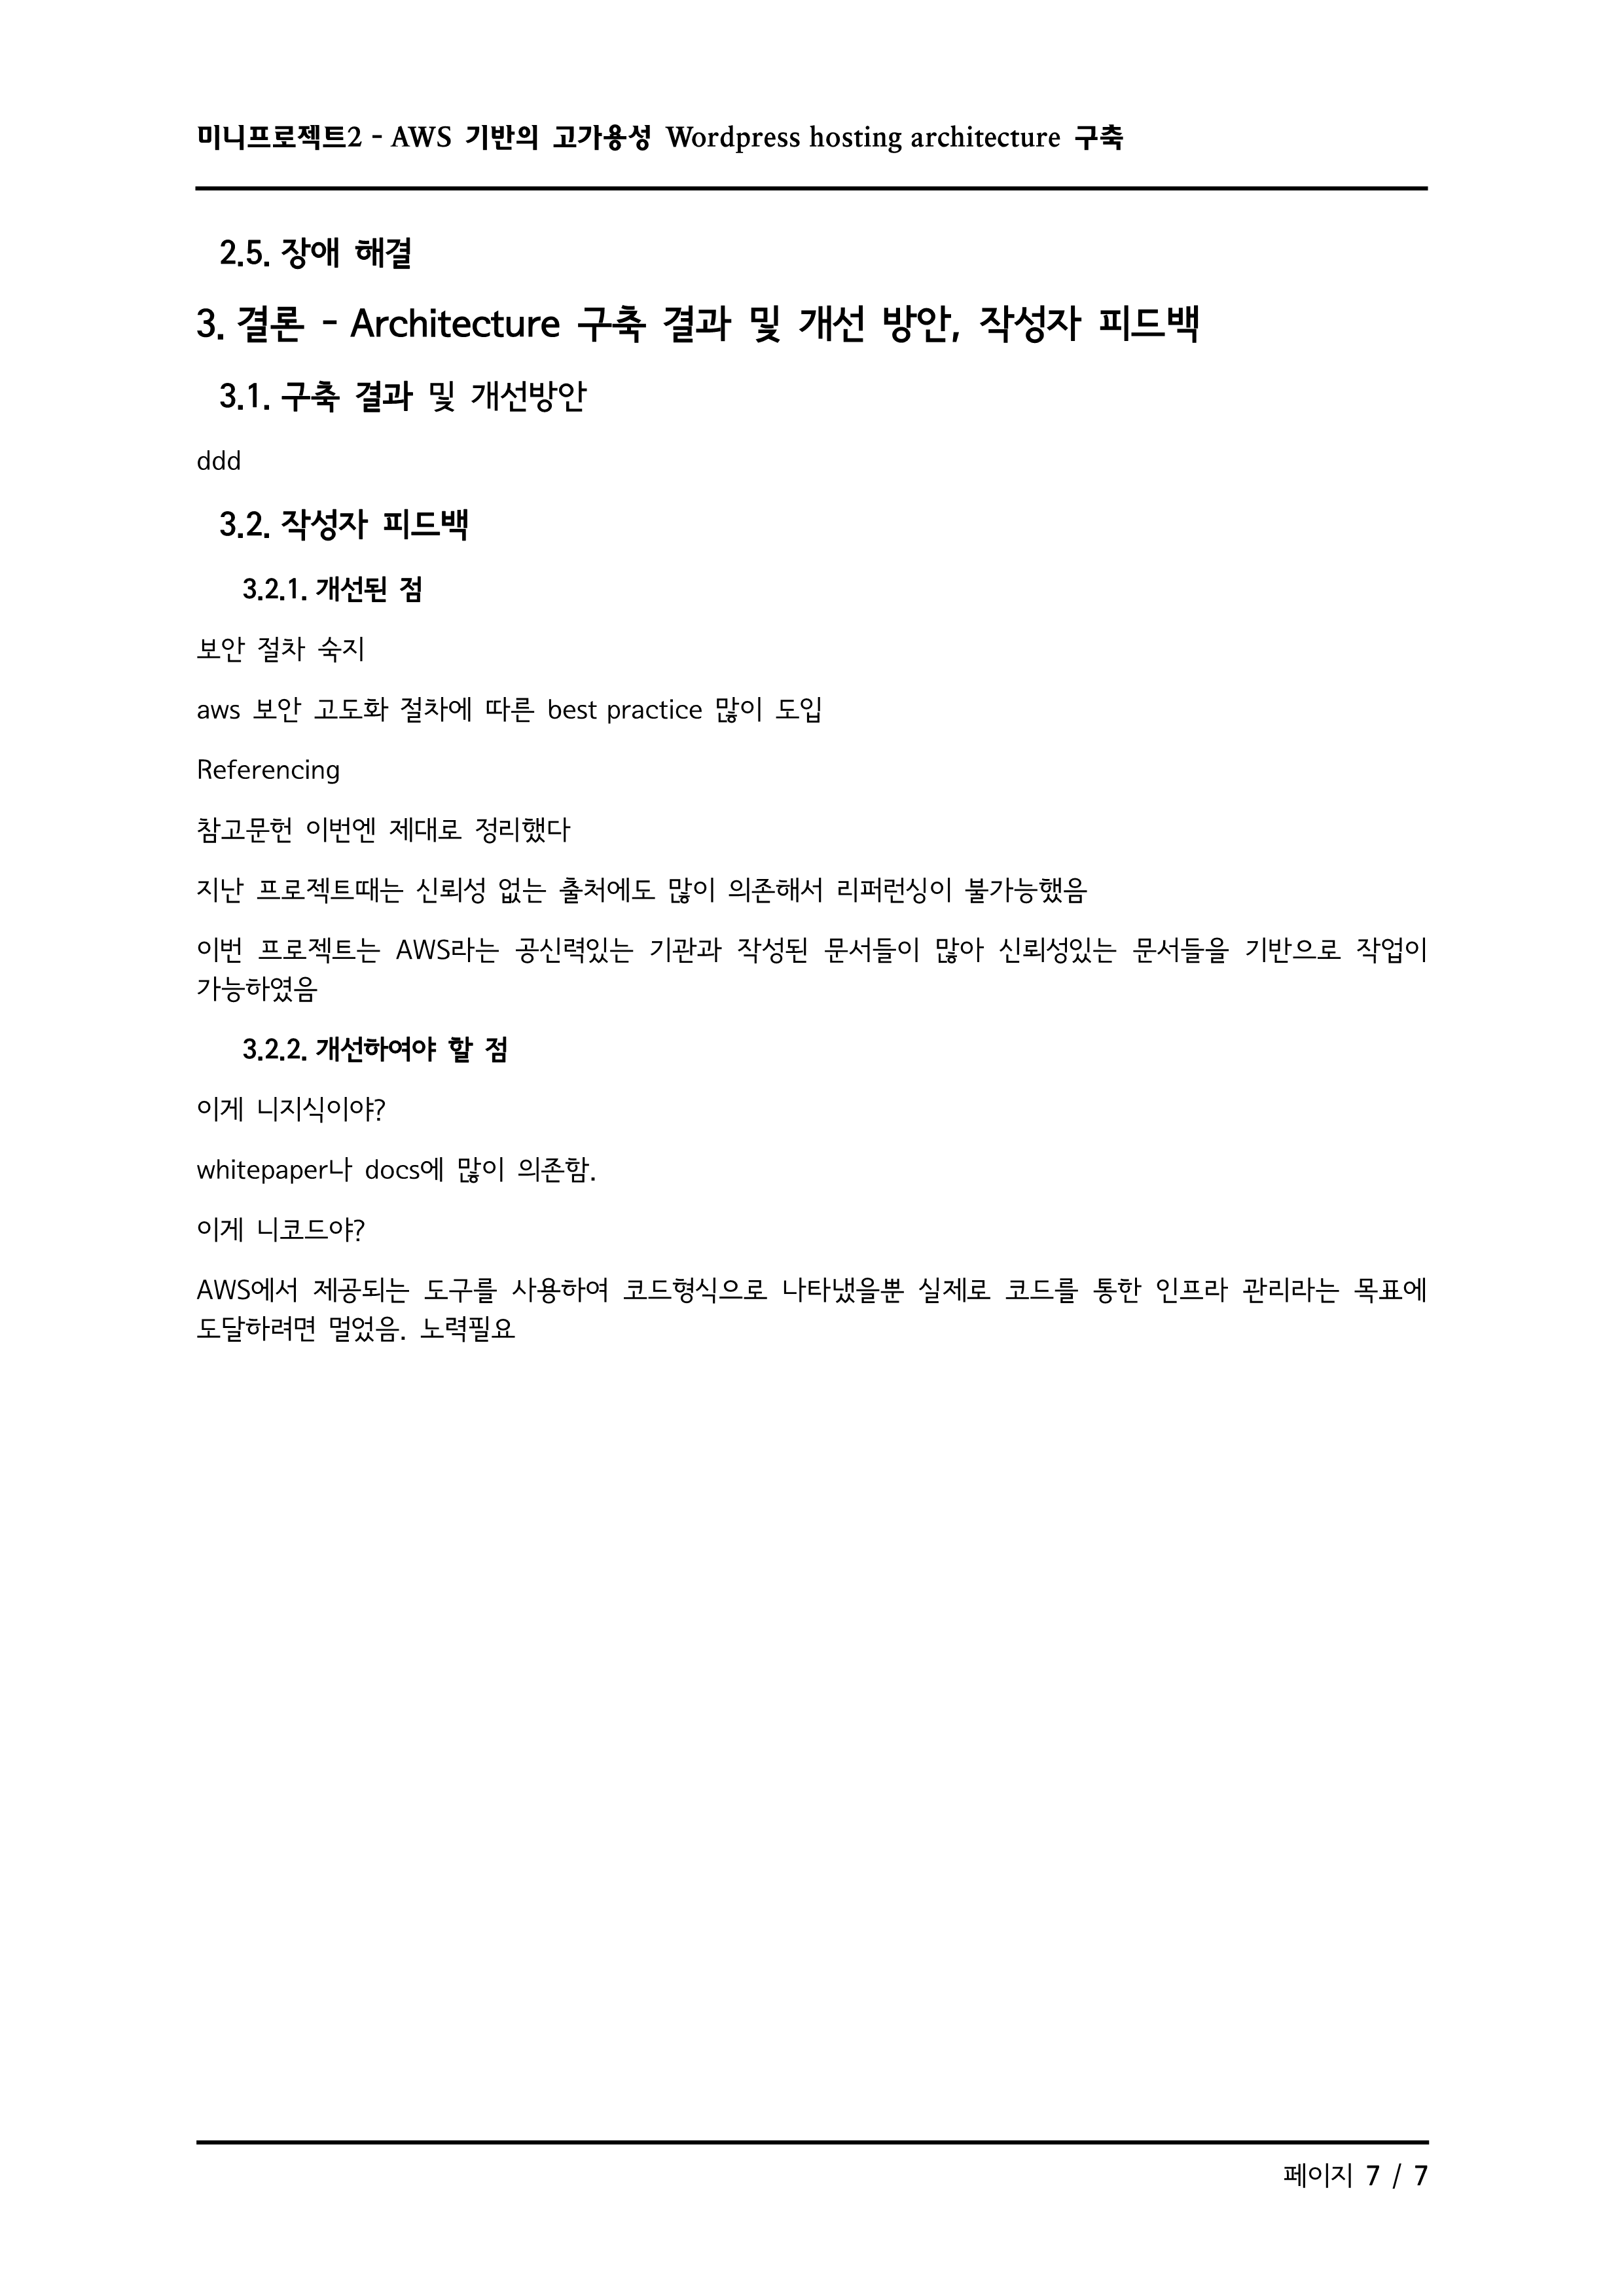 미니프로젝트2 - AWS 기반의 고가용성 Wordpress hosting architecture 구축
2.5. 장애 해결
3. 결론 - Architecture 구축 결과 및 개선 방안, 작성자 피드백
3.1. 구축 결과 및 개선방안
ddd
3.2. 작성자 피드백
3.2.1. 개선된 점
보안 절차 숙지
aws 보안 고도화 절차에 따른 best practice 많이 도입
Referencing
참고문헌 이번엔 제대로 정리했다
지난 프로젝트때는 신뢰성 없는 출처에도 많이 의존해서 리퍼런싱이 불가능했음
이번 프로젝트는 AWS라는 공신력있는 기관과 작성된 문서들이 많아 신뢰성있는 문서들을 기반으로 작업이
가능하였음
3.2.2. 개선하여야 할 점
이게 니지식이야?
whitepaper나 docs에 많이 의존함.
이게 니코드야?
AWS에서 제공되는 도구를 사용하여 코드형식으로 나타냈을뿐 실제로 코드를 통한 인프라 관리라는 목표에
도달하려면 멀었음. 노력필요
페이지 7 / 7